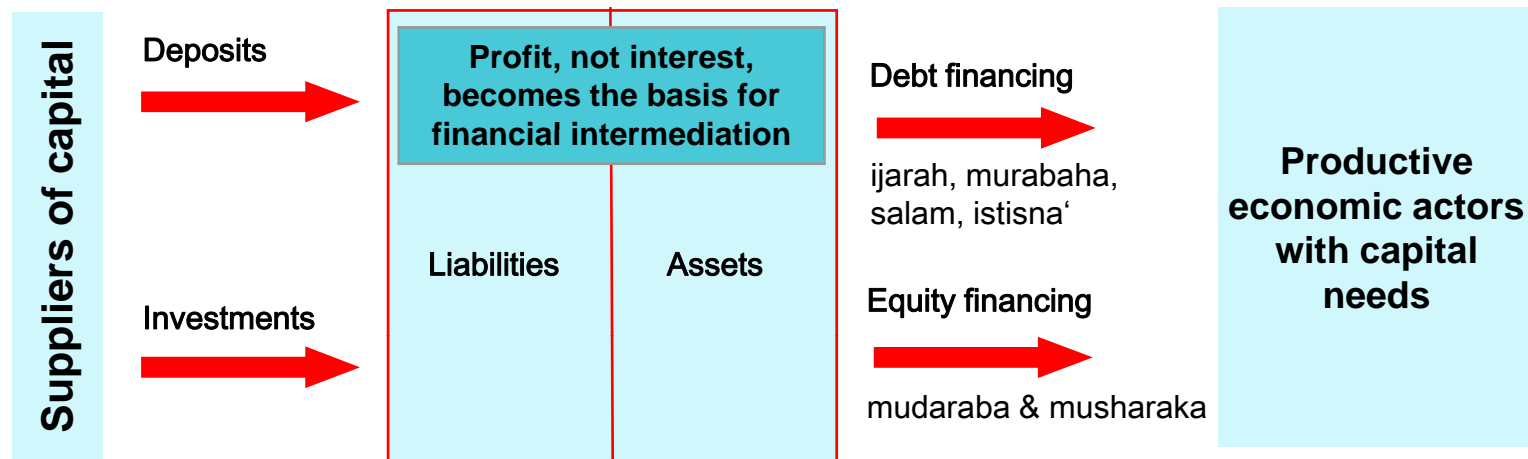 Suppliers of capital
Deposits
Investments
Profit, not interest,
becomes the basis for
financial intermediation
Liabilities
Assets
Debt financing
ijarah, murabaha,
salam, istisna‘
Equity financing
mudaraba & musharaka
Productive
economic actors
with capital
needs